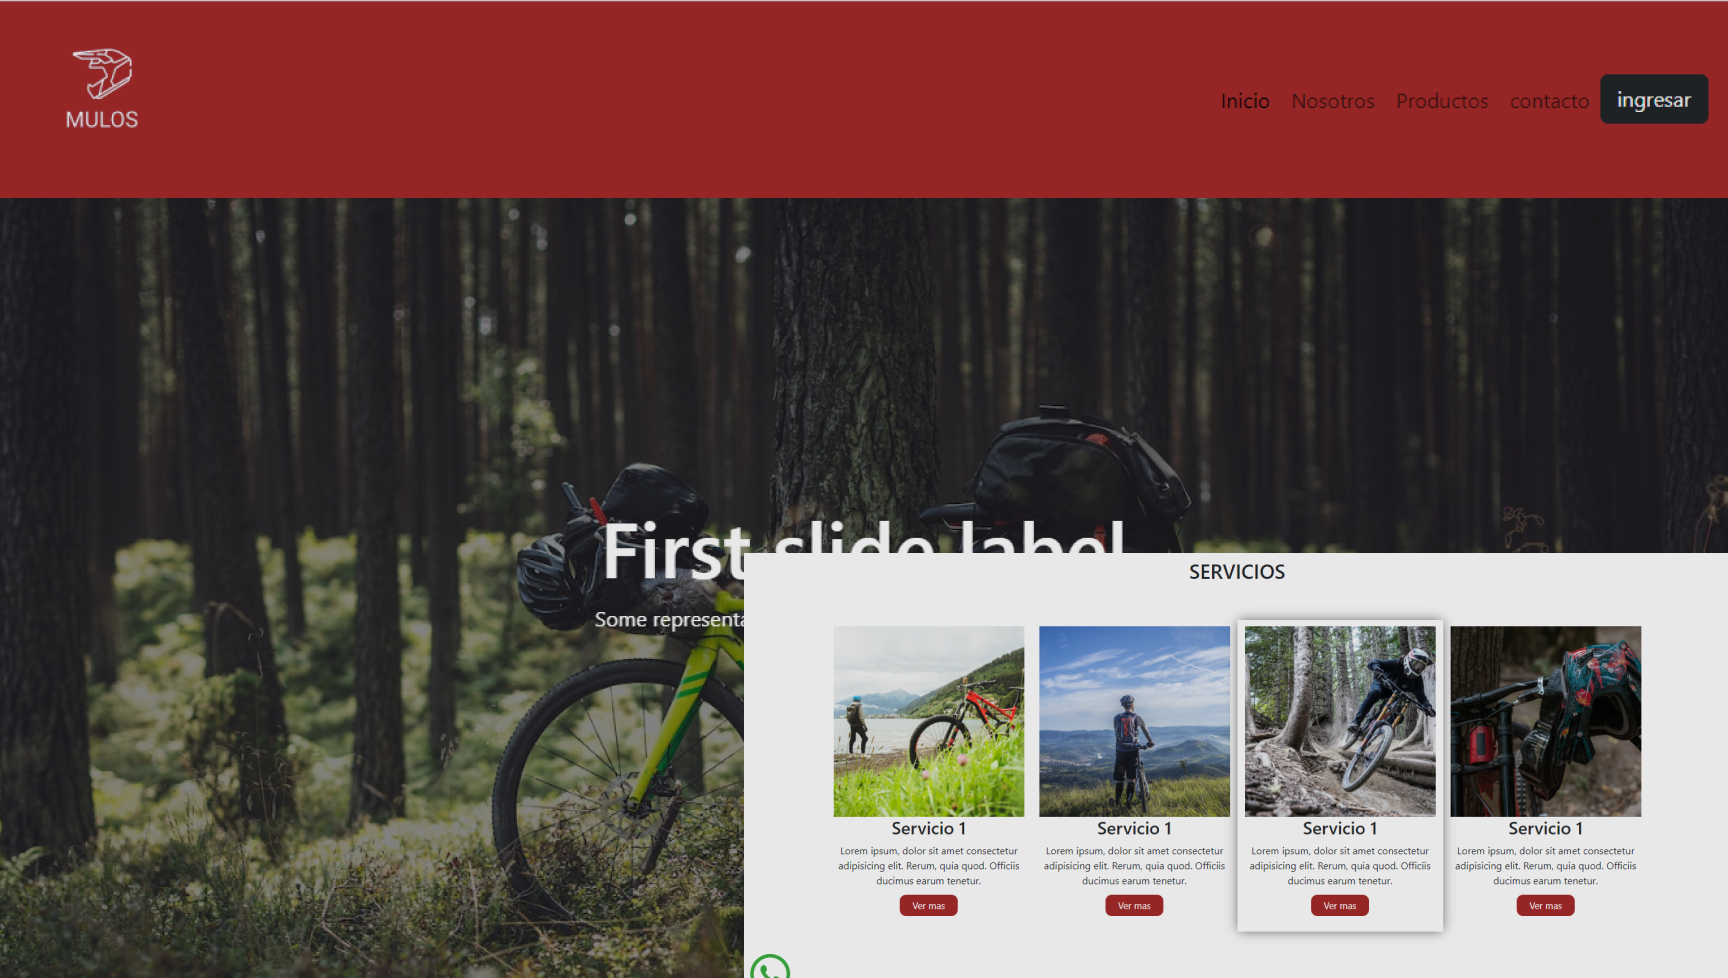 MULOS
Inicio Nosotros Productos contacto ingresar
First slide label
Some representa
SERVICIOS
Servicio 1
Lorem ipsum, dolor sit amet consectetur
adipisicing elit. Rerum, quia quod. Officiis
ducimus earum tenetur.
Ver mas
Servicio 1
Lorem ipsum, dolor sit amet consectetur
adipisicing elit. Rerum, quia quod. Officiis
ducimus earum tenetur.
Ver mas
Servicio 1
Lorem ipsum, dolor sit amet consectetur
adipisicing elit. Rerum, quia quod. Officiis
ducimus earum tenetur.
Ver mas
Servicio 1
Lorem ipsum, dolor sit amet consectetur
adipisicing elit. Rerum, quia quod. Officiis
ducimus earum tenetur.
Ver mas